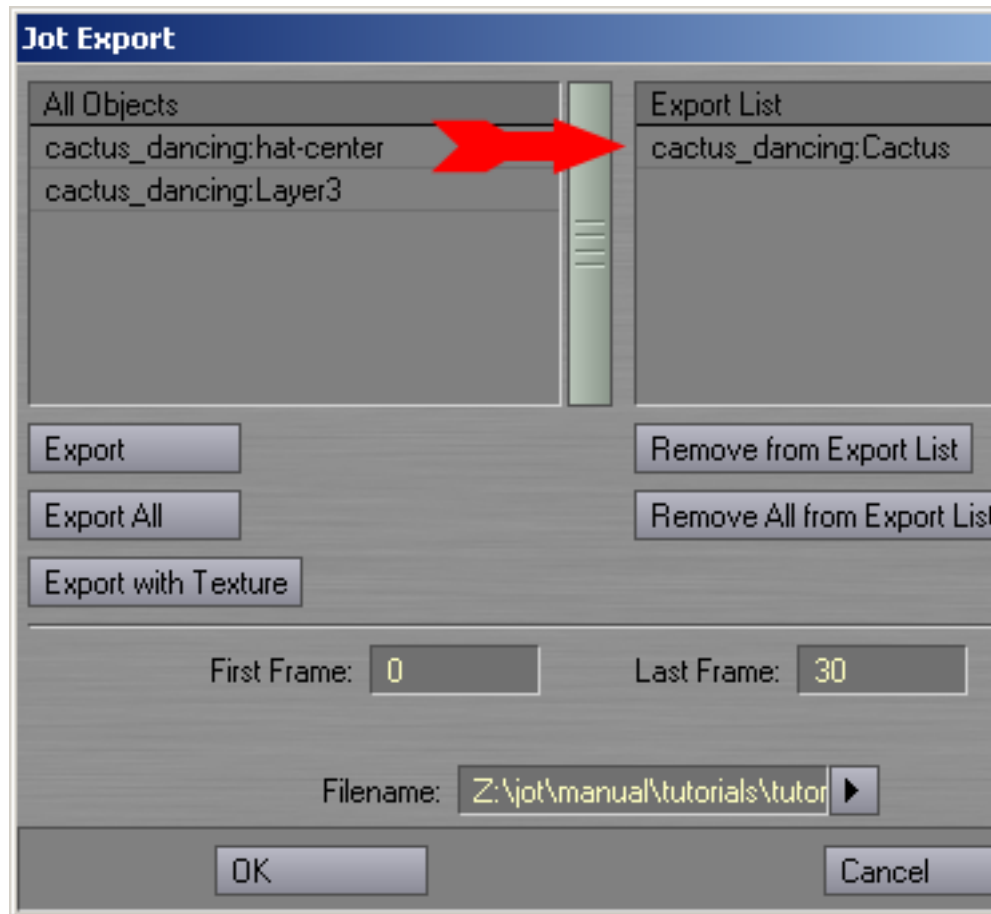 Jot Export
All Objects
cactus_dancing:hat-center
cactus_dancing:Layer3
Export List
cactus_dancing:Cactus
Export
Export All
Export with Texture
Remove from Export List
Remove All from Export List
First Frame: 0
Last Frame: 30
Filename: Z:\jot\manual\tutorials\tutor
OK
Cancel